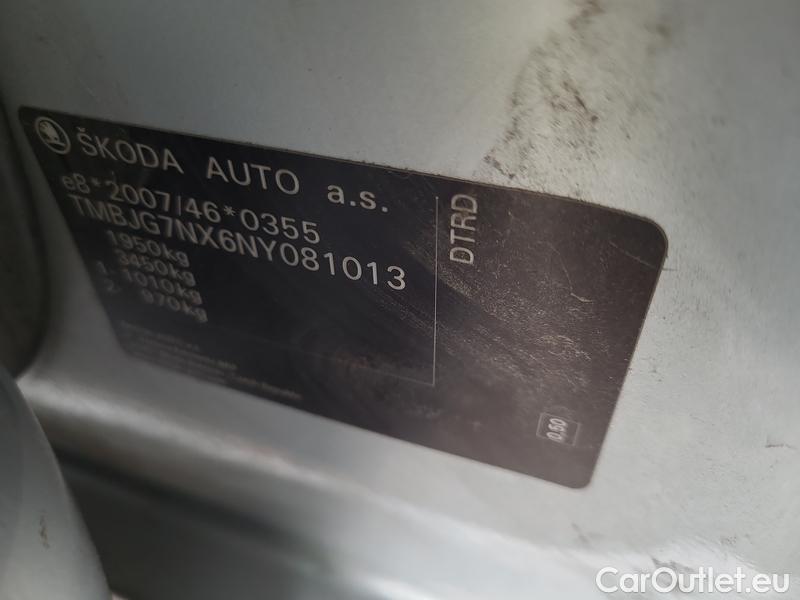 ŠKODA AUTO a.s.
e8*2007/46*0355
TMBJG7NX6NY081013
1950kg
3450kg
1- 1010kg
2- 970kg
DTRD
0.50
CarOutlet.eu